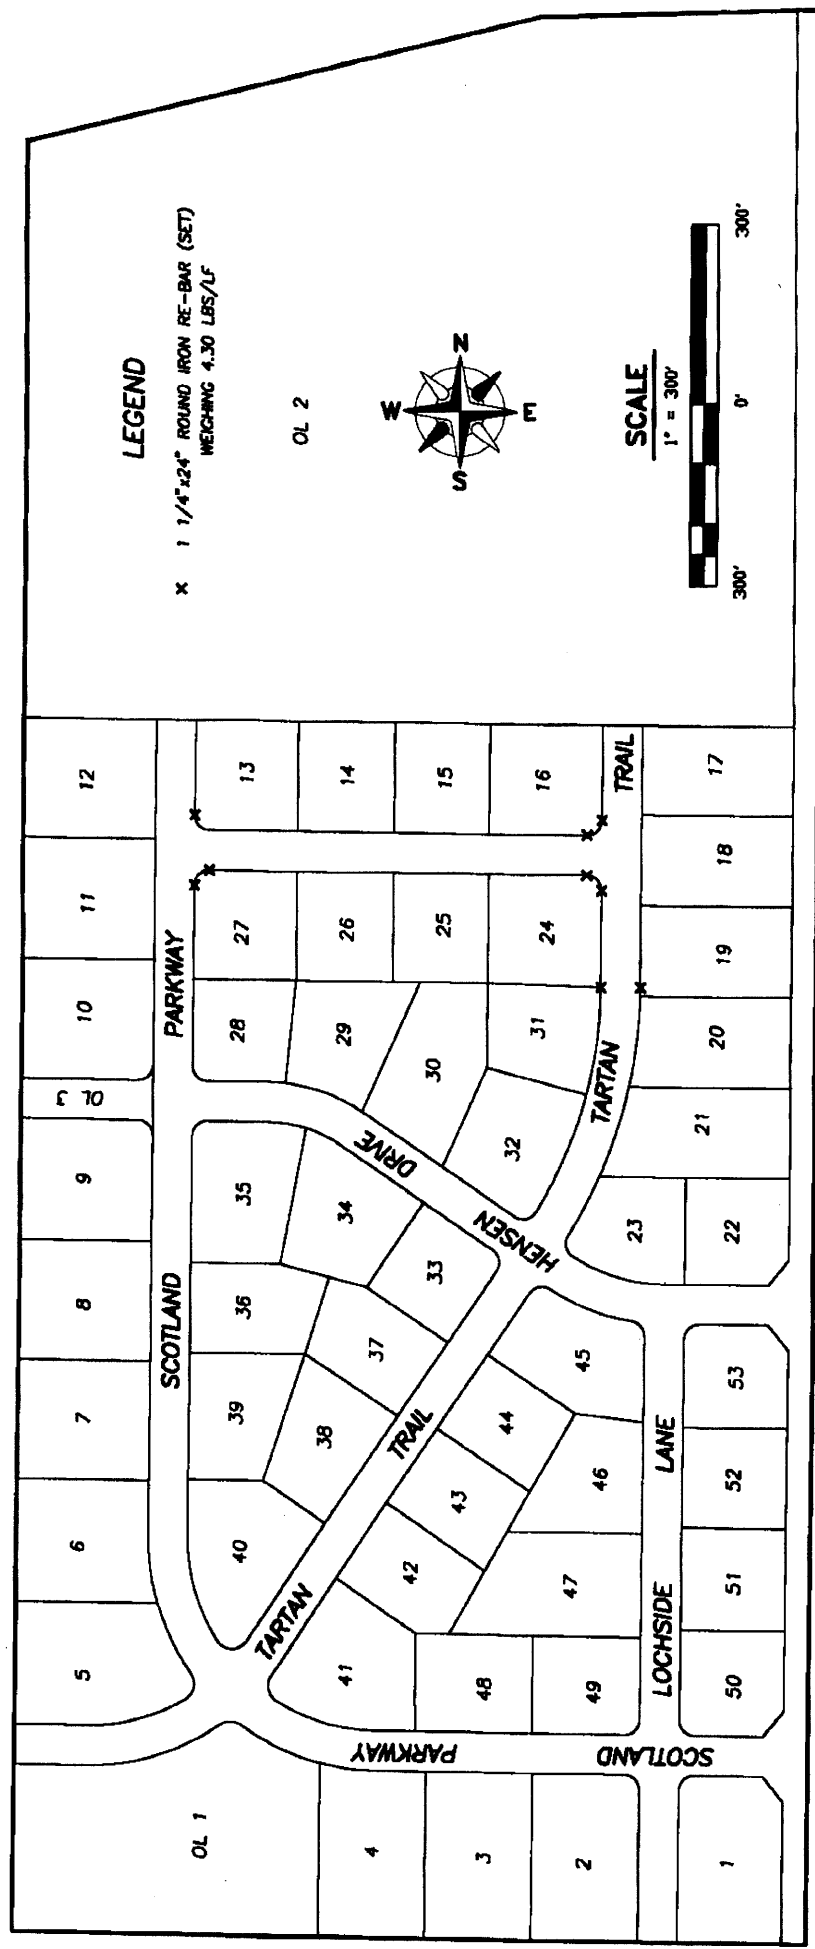 LEGEND
x 1 1/4"x24" ROUND IRON RE-BAR (SET)
WEIGHING 4.30 LBS/LF
OL 2
N
W
E
S
SCALE
1" = 300'
300'
0'
300'
12
13
14
15
16
TRAIL
17
11
18
PARKWAY
27
26
25
24
19
10
28
29
30
31
TARTAN
20
OL 3
21
DRIVE
32
9
35
34
HENSEN
23
22
8
SCOTLAND
36
33
37
45
53
7
39
38
TRAIL
44
LANE
46
52
43
6
40
42
47
51
TARTAN
LOCHSIDE
5
41
48
49
50
PARKWAY
SCOTLAND
OL 1
4
3
2
1